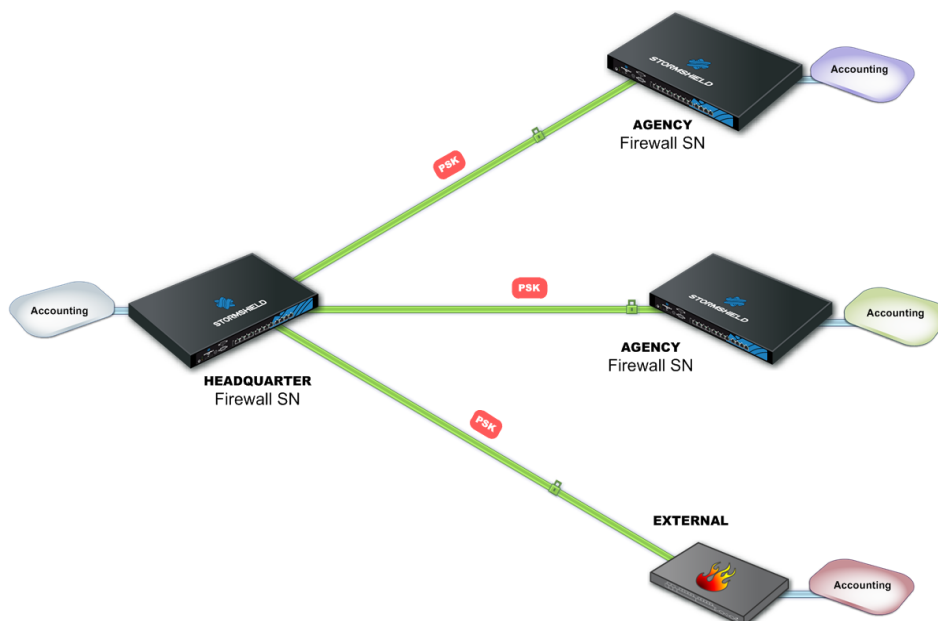 STORMSHIELD
Accounting
AGENCY
Firewall SN
PSK
Accounting
STORMSHIELD
HEADQUARTER
Firewall SN
PSK
STORMSHIELD
Accounting
AGENCY
Firewall SN
PSK
EXTERNAL
Accounting